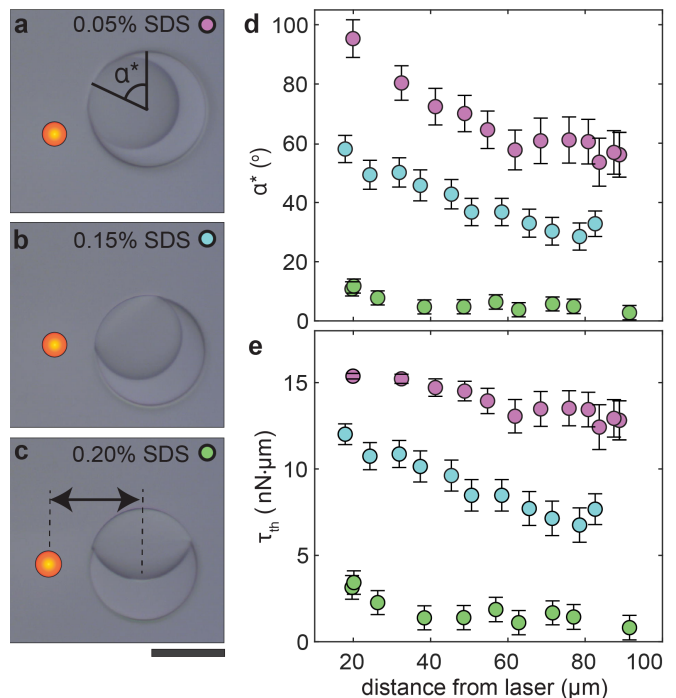 a
0.05% SDS
α*
b
0.15% SDS
c
0.20% SDS
d
100
80
60
40
20
0
α* (º)
e
15
10
5
0
τth ( nN·μm)
20
40
60
80
100
distance from laser (μm)